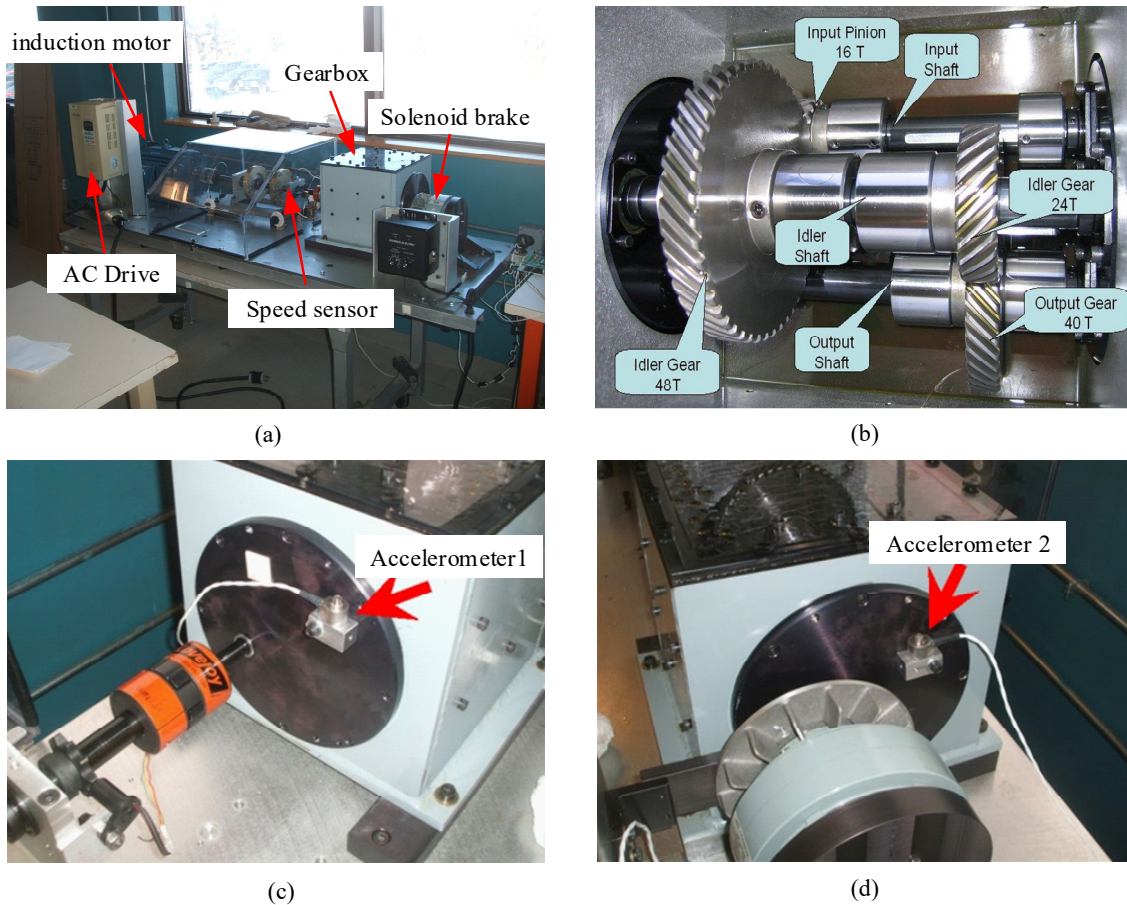 induction motor
Gearbox
Solenoid brake
AC Drive
Speed sensor
(a)
Input Pinion
16 T
Input
Shaft
Idler Gear
24T
Idler
Shaft
Output Gear
40 T
Output
Shaft
Idler Gear
48T
(b)
Accelerometer1
(c)
Accelerometer 2
(d)